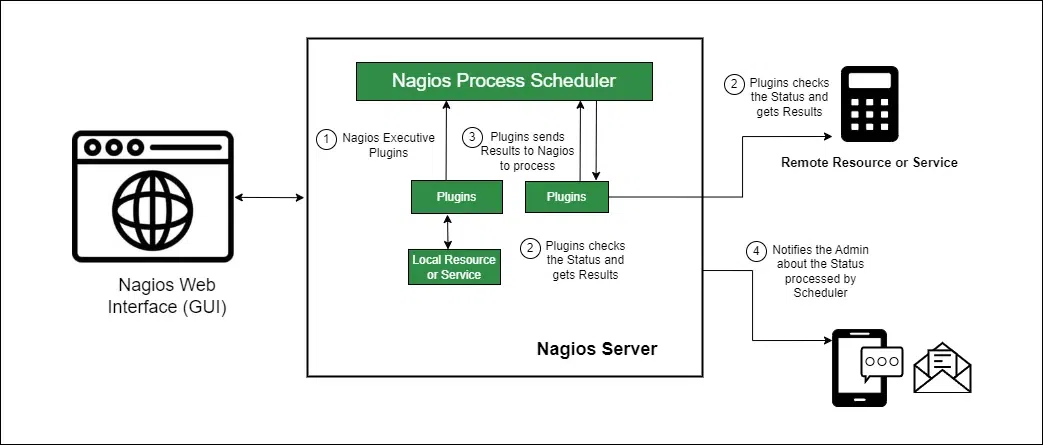 Nagios Process Scheduler
1 Nagios Executive
Plugins
3 Plugins sends
Results to Nagios
to process
Plugins
Plugins
Local Resource
or Service
2 Plugins checks
the Status and
gets Results
Nagios Server
Nagios Web
Interface (GUI)
2 Plugins checks
the Status and
gets Results
Remote Resource or Service
4 Notifies the Admin
about the Status
processed by
Scheduler